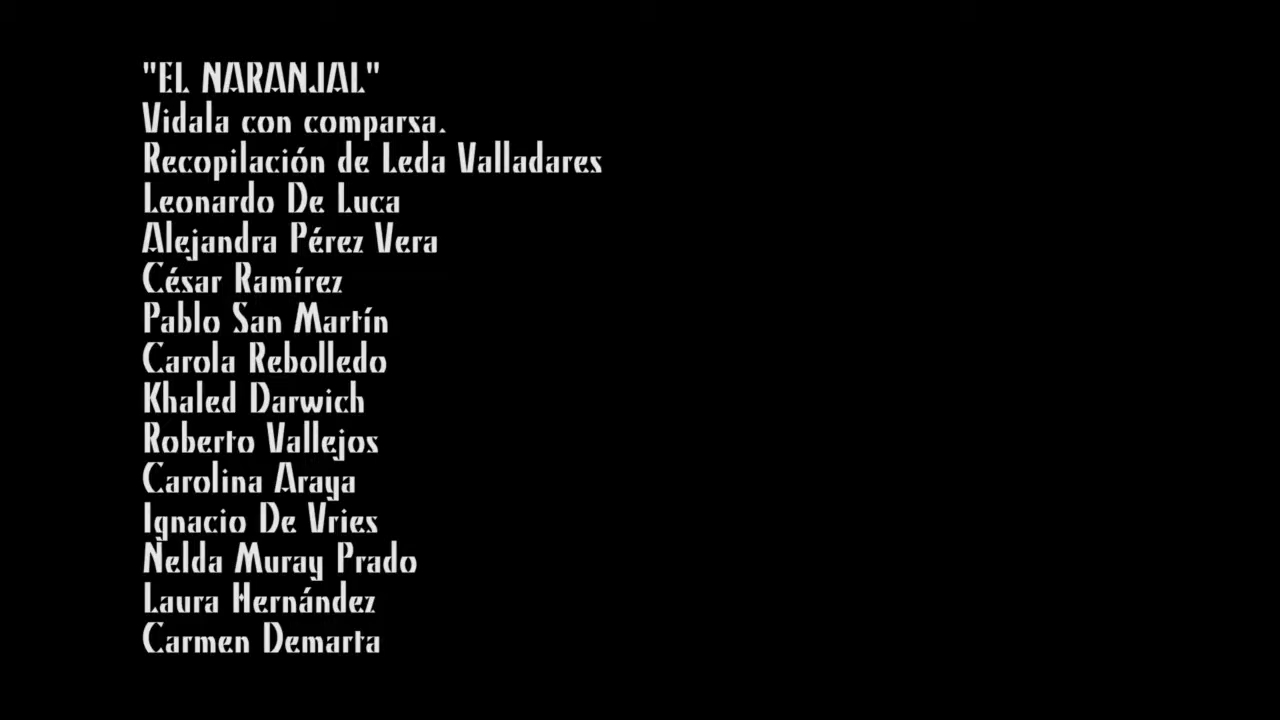 "EL NARANJAL"
Vidala con comparsa.
Recopilación de Leda Valladares
Leonardo De Luca
Alejandra Pérez Vera
César Ramírez
Pablo San Martín
Carola Rebolledo
Khaled Darwich
Roberto Vallejos
Carolina Araya
Ignacio De Vries
Nelda Muray Prado
Laura Hernández
Carmen Demarta